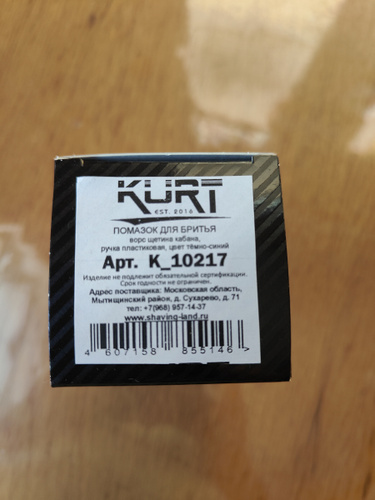 KURT
EST. 2016
ПОМАЗОК ДЛЯ БРИТЬЯ
ворс щетина кабана,
ручка пластиковая, цвет тёмно-синий
Арт. K_10217
Изделие не подлежит обязательной сертификации.
Срок годности не ограничен.
Адрес поставщика: Московская область,
Мытищинский район, д. Сухарево, д. 71
тел: +7(968) 957-14-37
www.shaving-land.ru
4 607158 855146 >